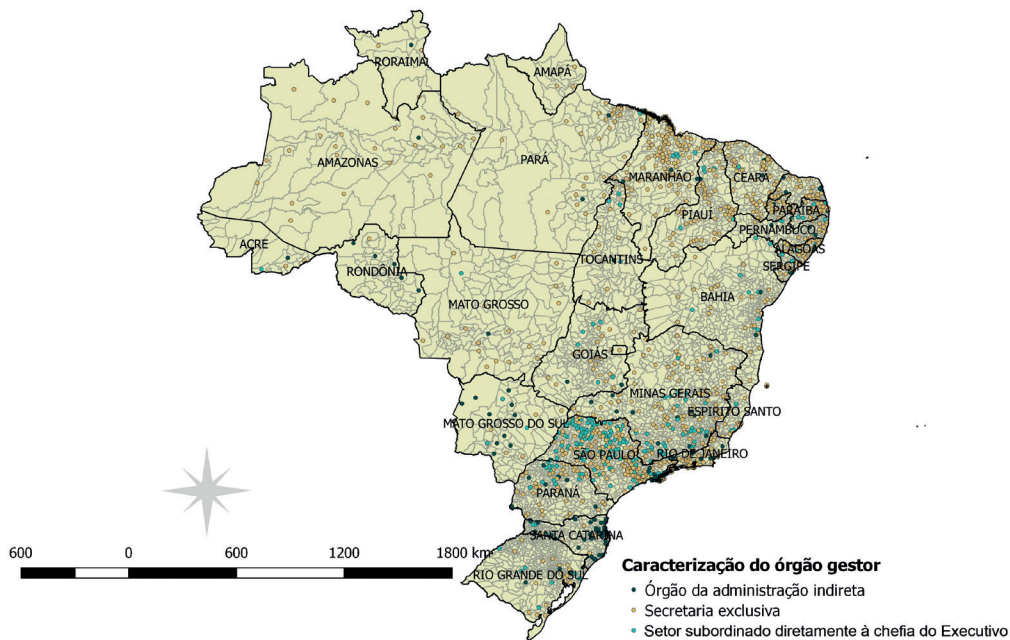 RORAIMA
AMAPÁ
AMAZONAS
PARÁ
MARANHÃO
CEARÁ
PIAUÍ
PARAÍBA
PERNAMBUCO
ALAGOAS
SERGIPE
ACRE
RONDÔNIA
TOCANTINS
BAHIA
MATO GROSSO
GOIÁS
MINAS GERAIS
ESPIRITO SANTO
MATO GROSSO DO SUL
SÃO PAULO
RIO DE JANEIRO
PARANÁ
SANTA CATARINA
RIO GRANDE DO SUL
600 0 600 1200 1800 km
Caracterização do órgão gestor
Órgão da administração indireta
Secretaria exclusiva
Setor subordinado diretamente à chefia do Executivo